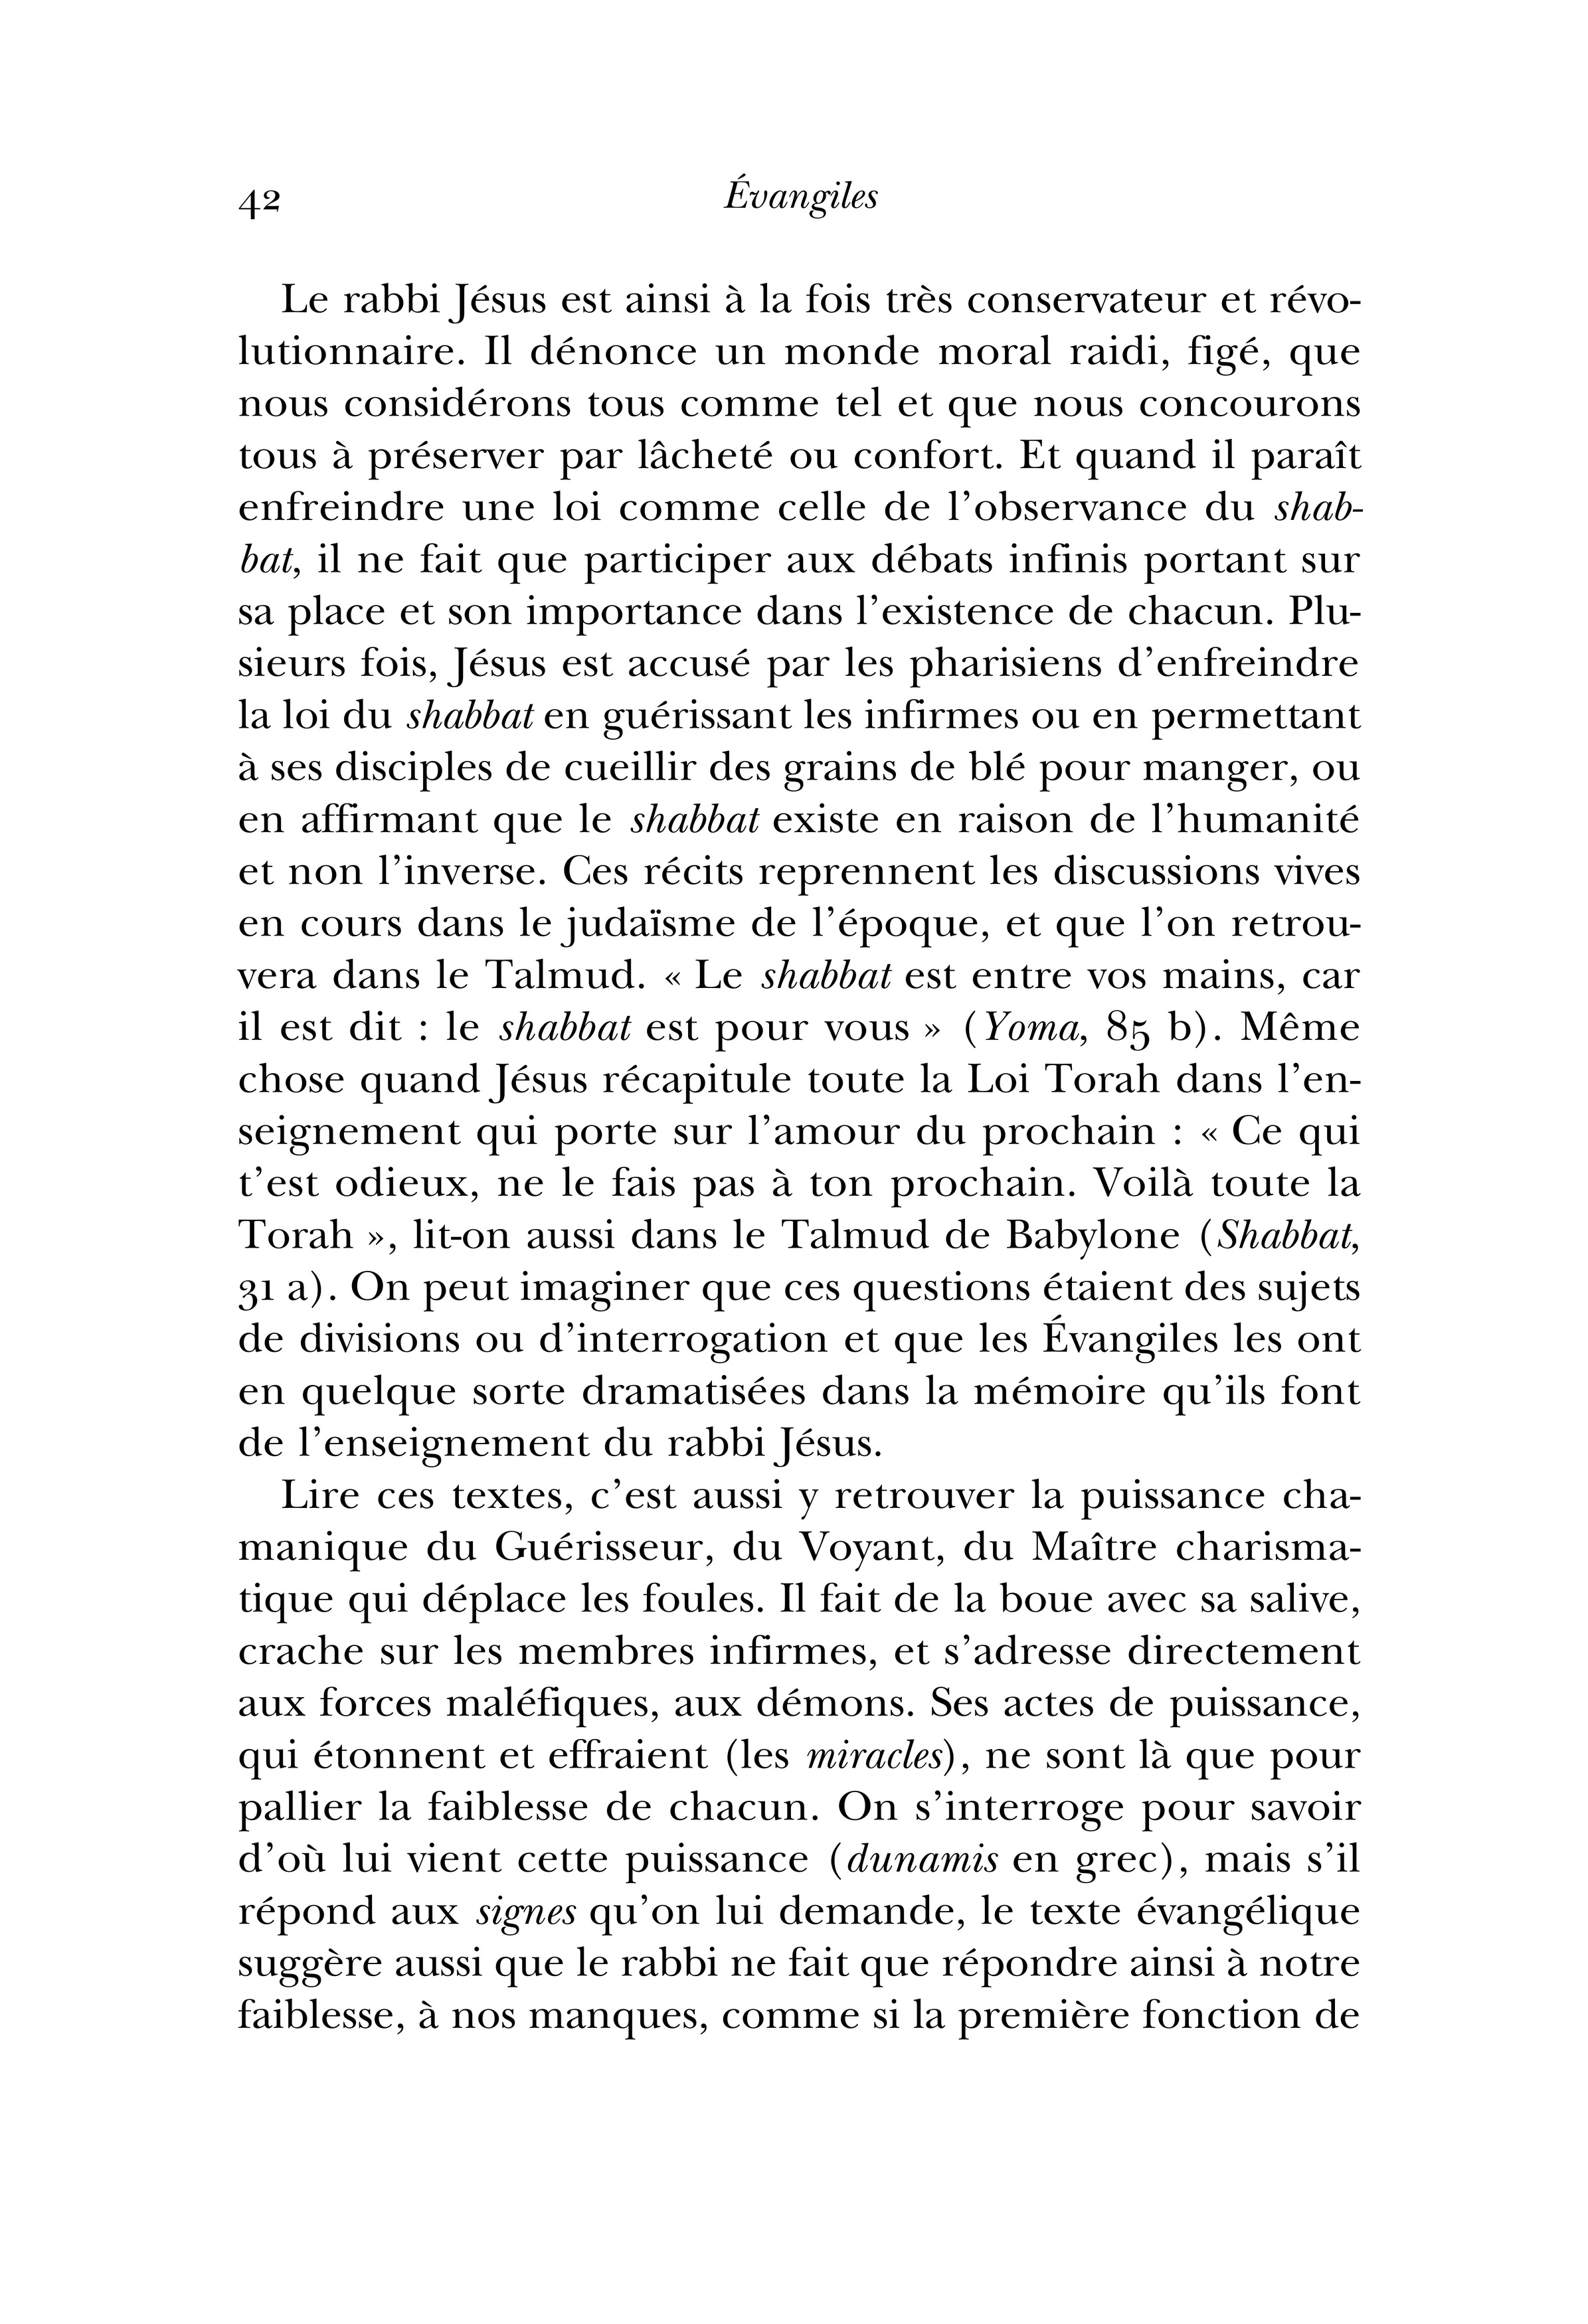 42
Évangiles
Le rabbi Jésus est ainsi à la fois très conservateur et révo-
lutionnaire. Il dénonce un monde moral raidi, figé, que
nous considérons tous comme tel et que nous concourons
tous à préserver par lâcheté ou confort. Et quand il paraît
enfreindre une loi comme celle de l’observance du shab-
bat, il ne fait que participer aux débats infinis portant sur
sa place et son importance dans l’existence de chacun. Plu-
sieurs fois, Jésus est accusé par les pharisiens d’enfreindre
la loi du shabbat en guérissant les infirmes ou en permettant
à ses disciples de cueillir des grains de blé pour manger, ou
en affirmant que le shabbat existe en raison de l’humanité
et non l’inverse. Ces récits reprennent les discussions vives
en cours dans le judaïsme de l’époque, et que l’on retrou-
vera dans le Talmud. « Le shabbat est entre vos mains, car
il est dit : le shabbat est pour vous » (Yoma, 85 b). Même
chose quand Jésus récapitule toute la Loi Torah dans l’en-
seignement qui porte sur l’amour du prochain : « Ce qui
t’est odieux, ne le fais pas à ton prochain. Voilà toute la
Torah », lit-on aussi dans le Talmud de Babylone (Shabbat,
31 a). On peut imaginer que ces questions étaient des sujets
de divisions ou d’interrogation et que les Évangiles les ont
en quelque sorte dramatisées dans la mémoire qu’ils font
de l’enseignement du rabbi Jésus.
Lire ces textes, c’est aussi y retrouver la puissance cha-
manique du Guérisseur, du Voyant, du Maître charisma-
tique qui déplace les foules. Il fait de la boue avec sa salive,
crache sur les membres infirmes, et s’adresse directement
aux forces maléfiques, aux démons. Ses actes de puissance,
qui étonnent et effraient (les miracles), ne sont là que pour
pallier la faiblesse de chacun. On s’interroge pour savoir
d’où lui vient cette puissance (dunamis en grec), mais s’il
répond aux signes qu’on lui demande, le texte évangélique
suggère aussi que le rabbi ne fait que répondre ainsi à notre
faiblesse, à nos manques, comme si la première fonction de